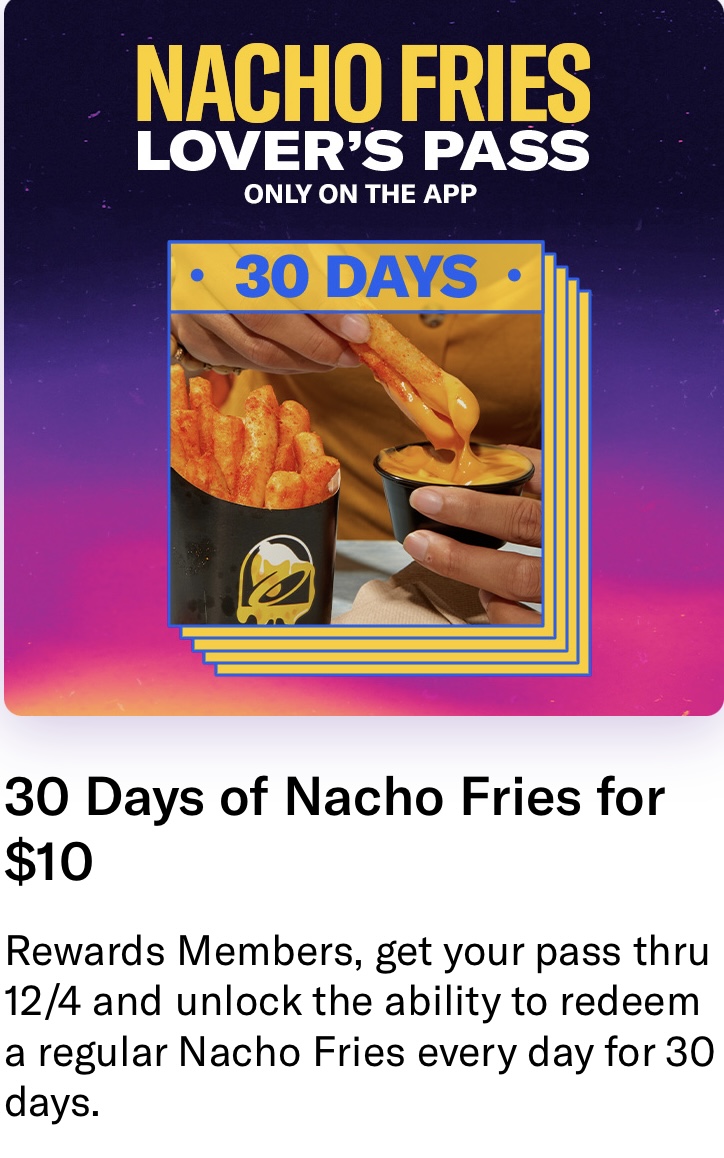 NACHO FRIES
LOVER'S PASS
ONLY ON THE APP
• 30 DAYS •
30 Days of Nacho Fries for
$10
Rewards Members, get your pass thru
12/4 and unlock the ability to redeem
a regular Nacho Fries every day for 30
days.